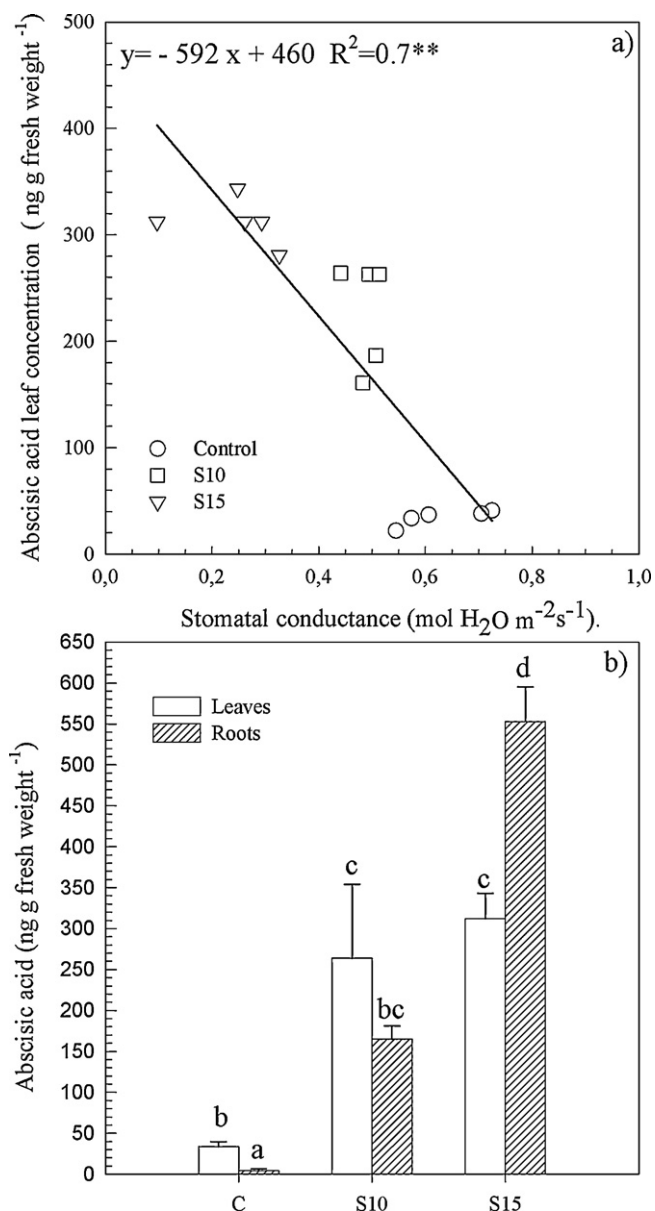 a)
y= - 592 x + 460 R²=0.7**
500
400
300
200
100
0
Abscisic acid leaf concentration ( ng g fresh weight ⁻¹)
Control
S10
S15
0,0 0,2 0,4 0,6 0,8 1,0
Stomatal conductance (mol H₂O m⁻²s⁻¹).
b)
650
600
550
500
450
400
350
300
250
200
150
100
50
0
Abscisic acid (ng g fresh weight ⁻¹)
Leaves
Roots
b
a
c
bc
c
d
C S10 S15